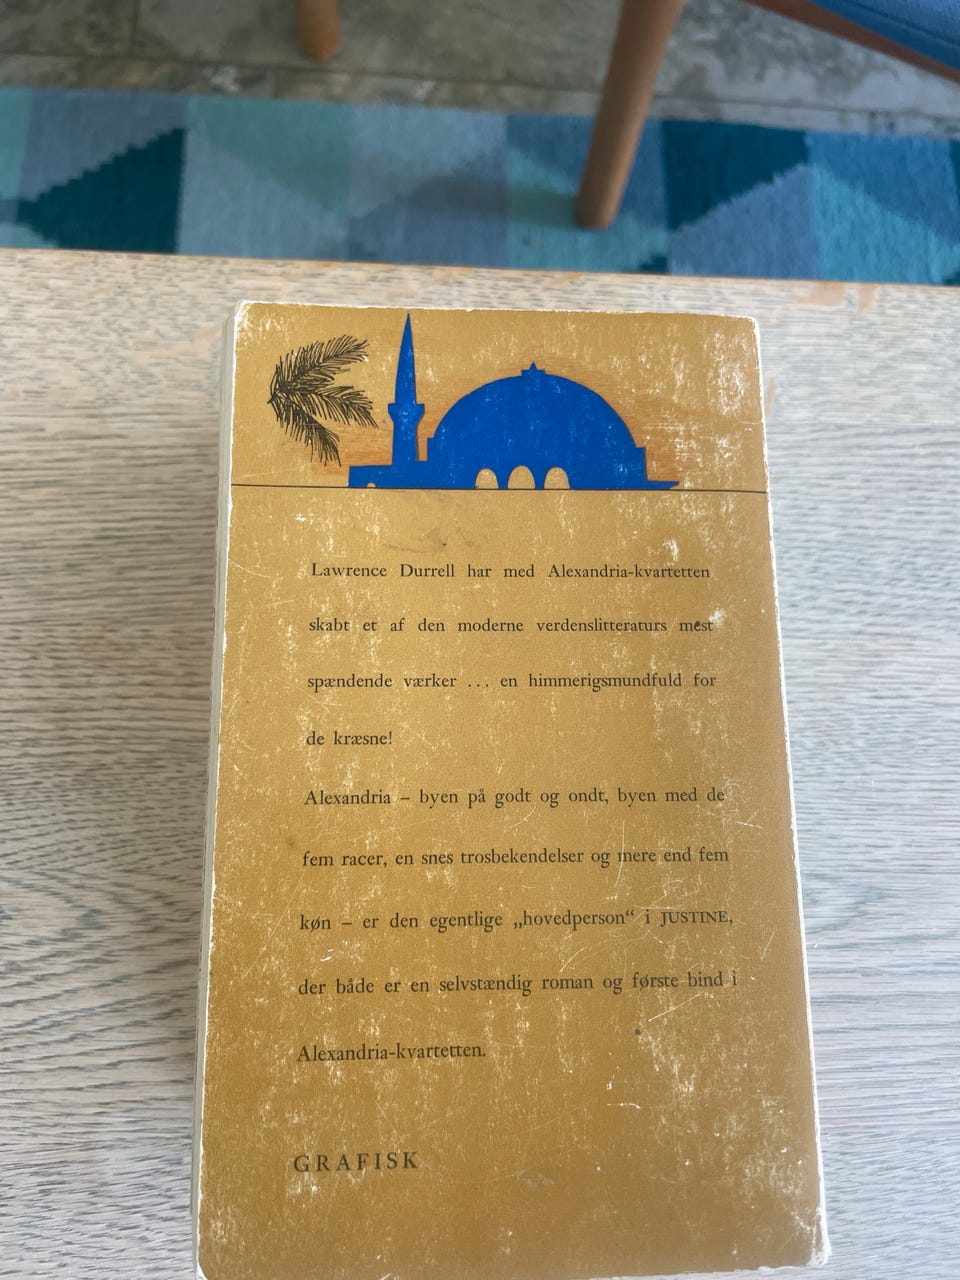 Lawrence Durrell har med Alexandria-kvartetten
skabt et af den moderne verdenslitteraturs mest
spændende værker ... en himmerigsmundfuld for
de kræsne!
Alexandria – byen på godt og ondt, byen med de
fem racer, en snes trosbekendelser og mere end fem
køn – er den egentlige „hovedperson“ i JUSTINE,
der både er en selvstændig roman og første bind i
Alexandria-kvartetten.
GRAFISK